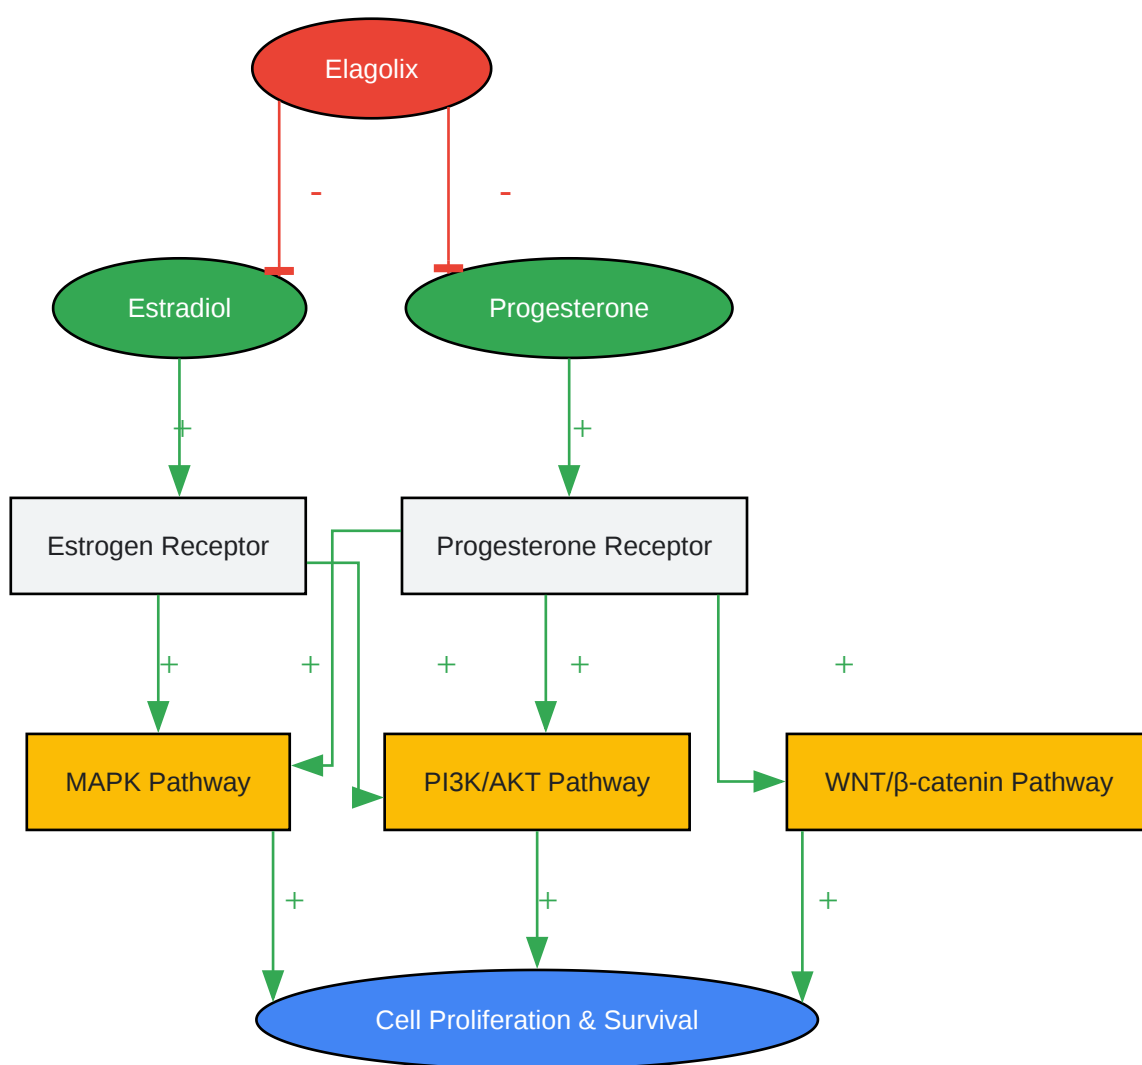 Elagolix
- -
Estradiol Progesterone
+ +
Estrogen Receptor Progesterone Receptor
+ + + + +
MAPK Pathway PI3K/AKT Pathway WNT/β-catenin Pathway
+ + +
Cell Proliferation & Survival